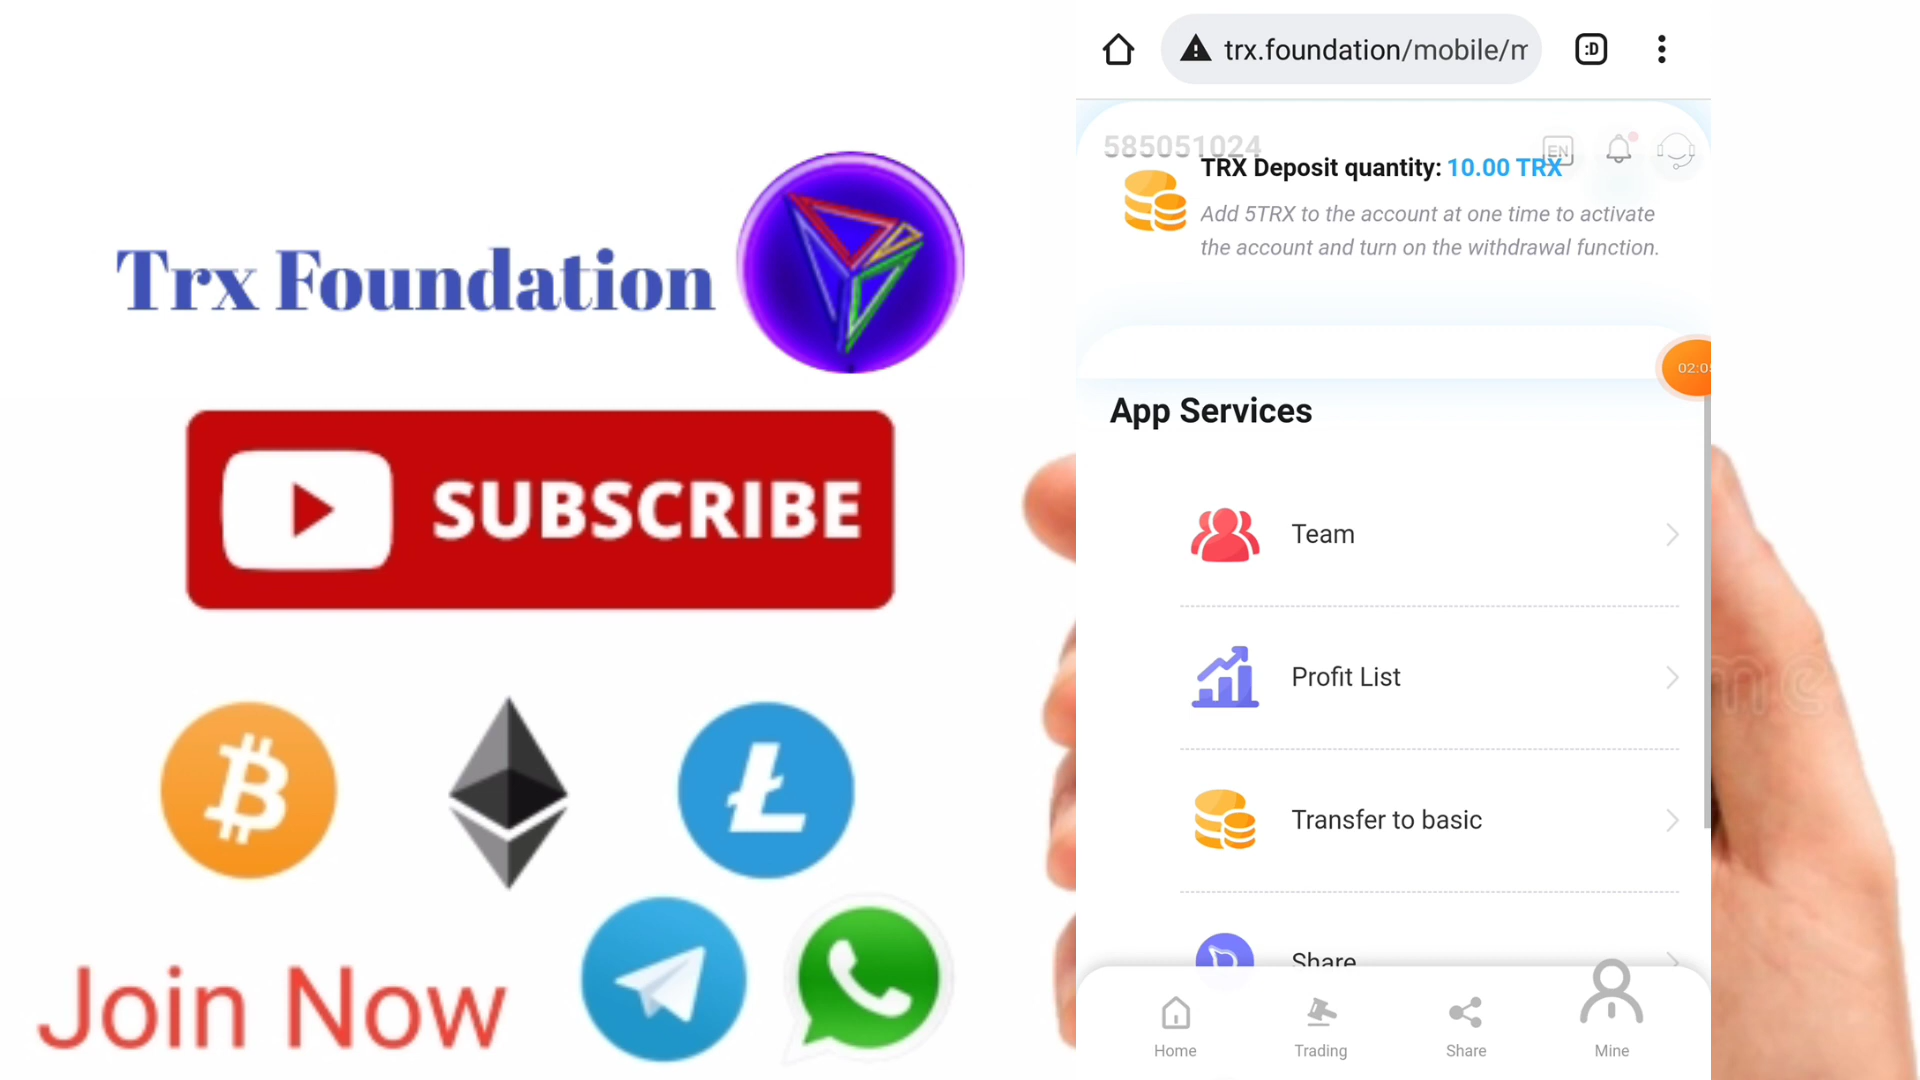 Trx Foundation
SUBSCRIBE
Join Now
trx.foundation/mobile/m
:D
585051024
EN
TRX Deposit quantity: 10.00 TRX
Add 5TRX to the account at one time to activate
the account and turn on the withdrawal function.
02:0
App Services
Team
Profit List
Transfer to basic
Share
Home
Trading
Share
Mine